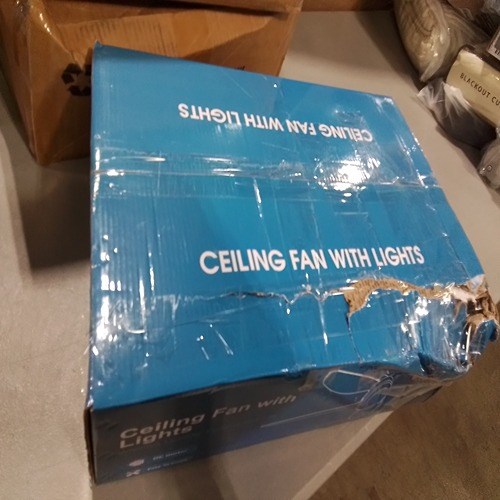 CEILING FAN WITH LIGHTS
CEILING FAN WITH LIGHTS
Ceiling Fan with
Lights
BLACKOUT CU